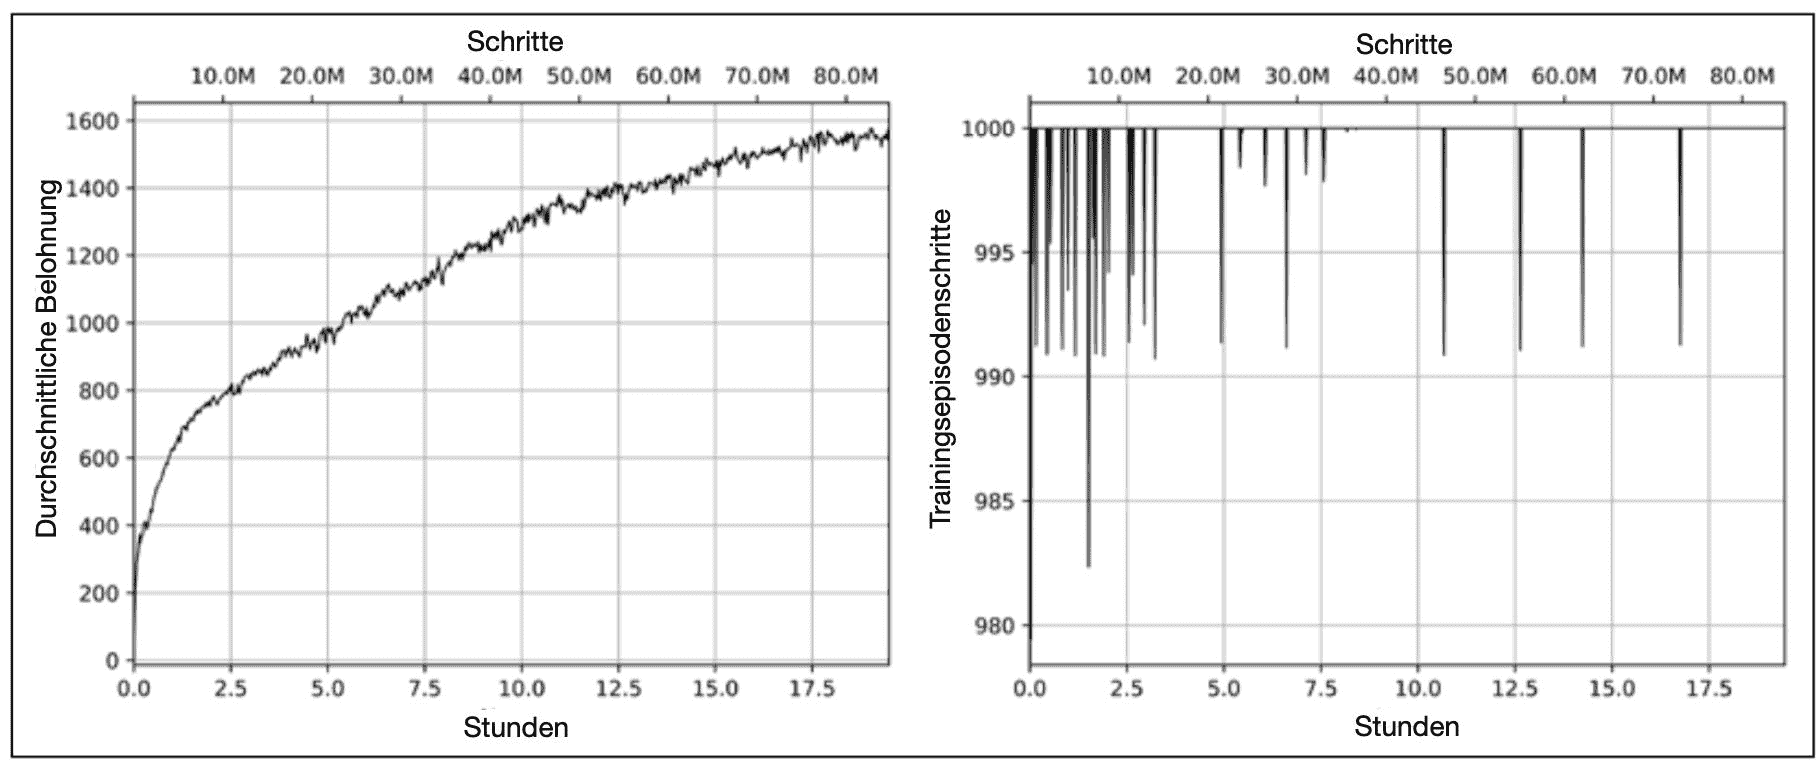 Schritte
10.0M 20.0M 30.0M 40.0M 50.0M 60.0M 70.0M 80.0M
Durchschnittliche Belohnung
1600
1400
1200
1000
800
600
400
200
0
0.0 2.5 5.0 7.5 10.0 12.5 15.0 17.5
Stunden
Schritte
10.0M 20.0M 30.0M 40.0M 50.0M 60.0M 70.0M 80.0M
Trainingsepisodenschritte
1000
995
990
985
980
0.0 2.5 5.0 7.5 10.0 12.5 15.0 17.5
Stunden